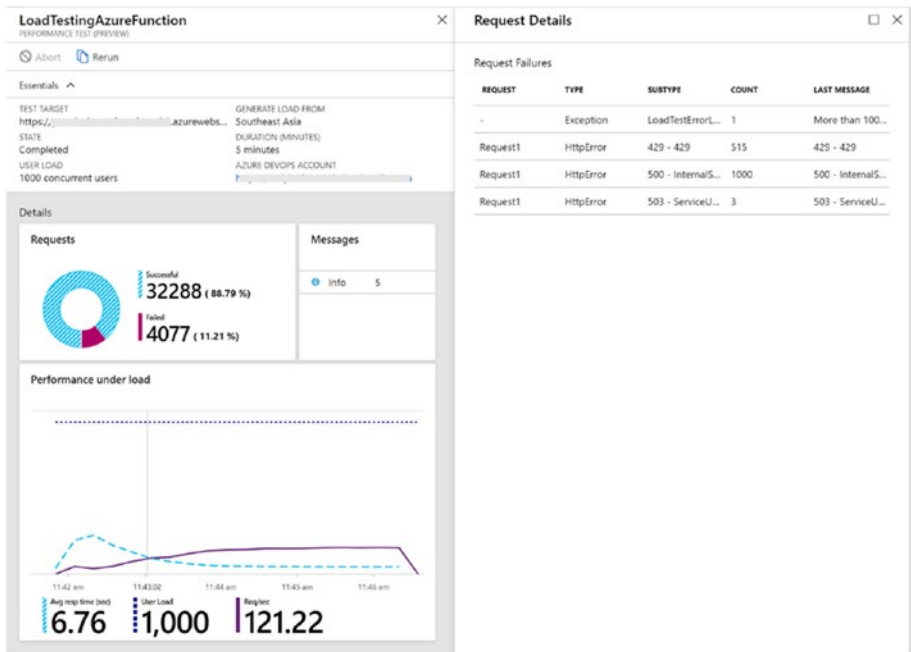 LoadTestingAzureFunction
PERFORMANCE TEST (PREVIEW)
Abort Rerun
Essentials
TEST TARGET GENERATE LOAD FROM
https:/ .azurewebs... Southeast Asia
STATE DURATION (MINUTES)
Completed 5 minutes
USER LOAD AZURE DEVOPS ACCOUNT
1000 concurrent users
Details
Requests
Successful
32288 (88.79 %)
Failed
4077 (11.21 %)
Messages
Info 5
Performance under load
11:42 am 11:43:02 11:44 am 11:45 am 11:46 am
Avg resp time (sec) User Load Req/sec
6.76 1,000 121.22
Request Details
Request Failures
REQUEST TYPE SUBTYPE COUNT LAST MESSAGE
- Exception LoadTestErrorL... 1 More than 100...
Request1 HttpError 429 - 429 515 429 - 429
Request1 HttpError 500 - InternalS... 1000 500 - InternalS...
Request1 HttpError 503 - ServiceU... 3 503 - ServiceU...